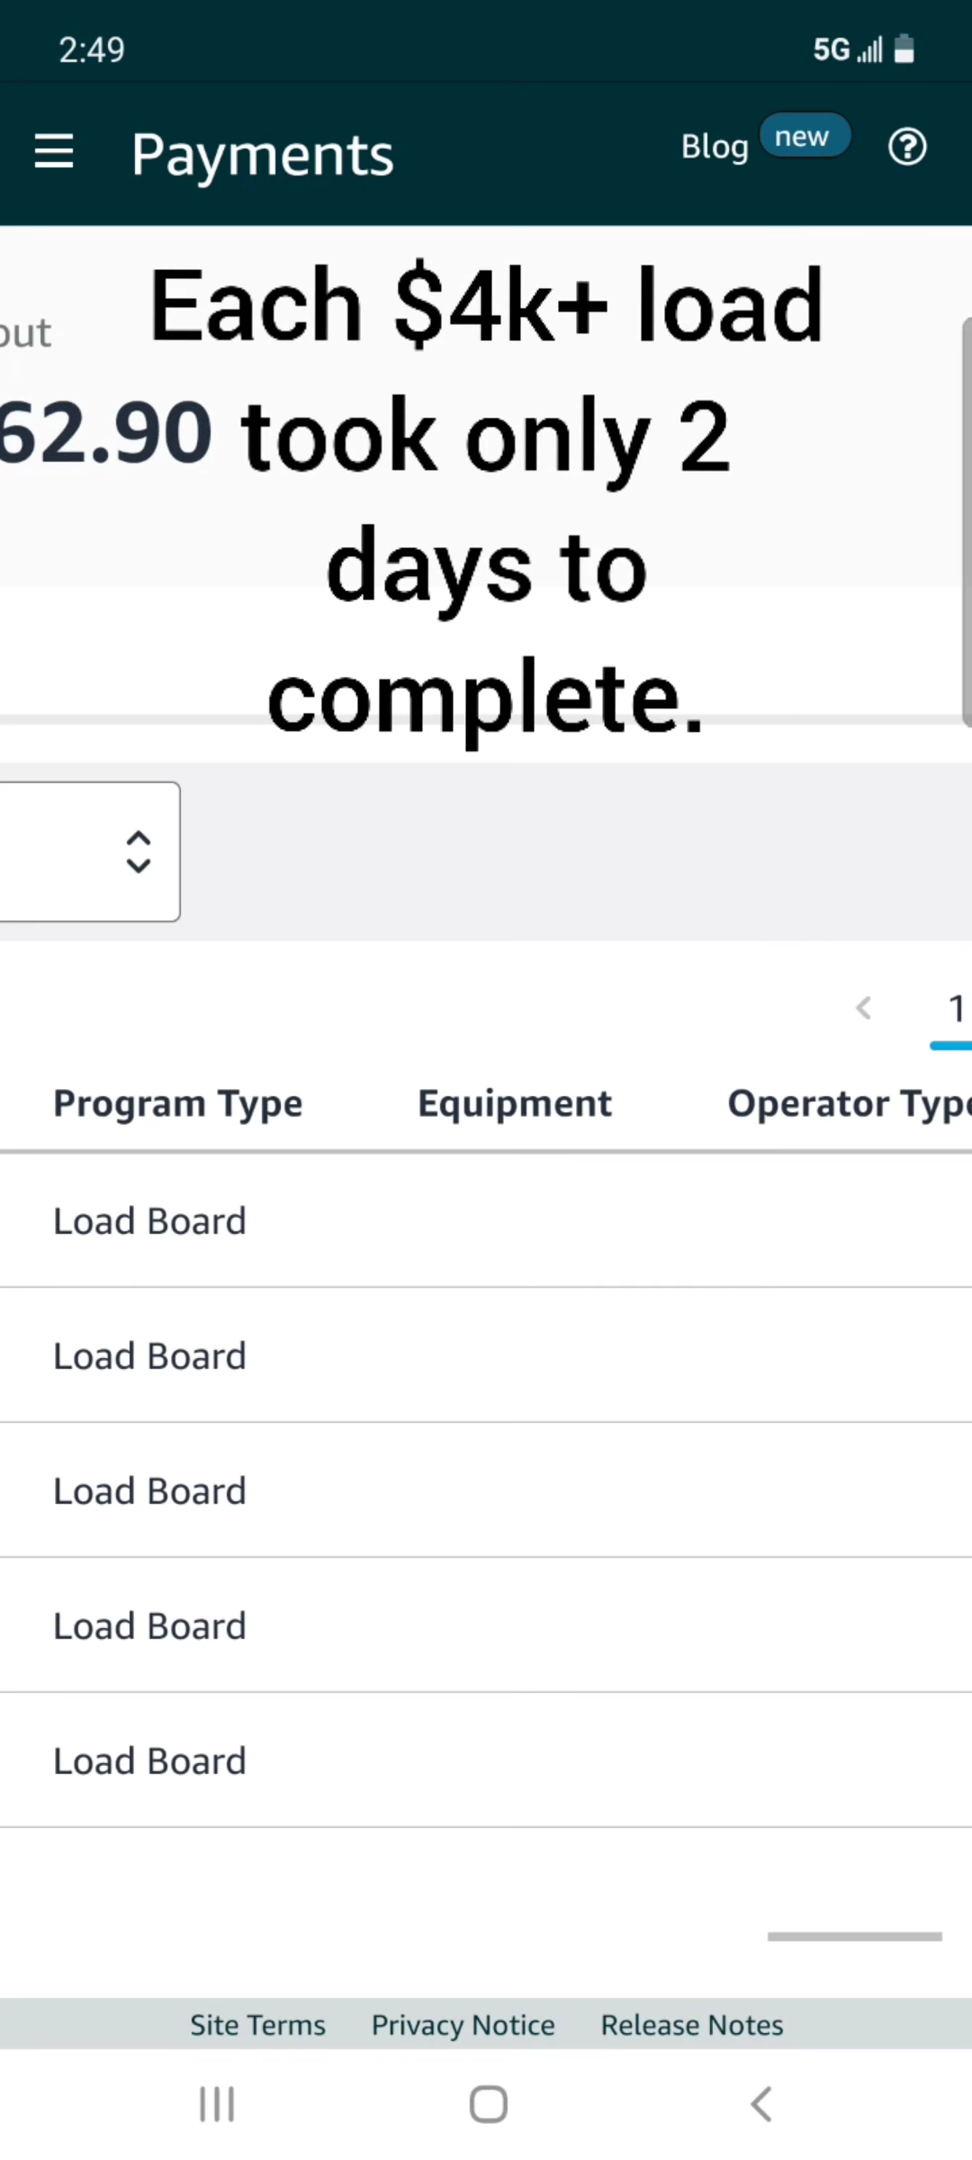 2:49
5G
Payments
Blog
new
out
62.90
Each $4k+ load
took only 2
days to
complete.
1
Program Type Equipment Operator Type
Load Board
Load Board
Load Board
Load Board
Load Board
Site Terms Privacy Notice Release Notes